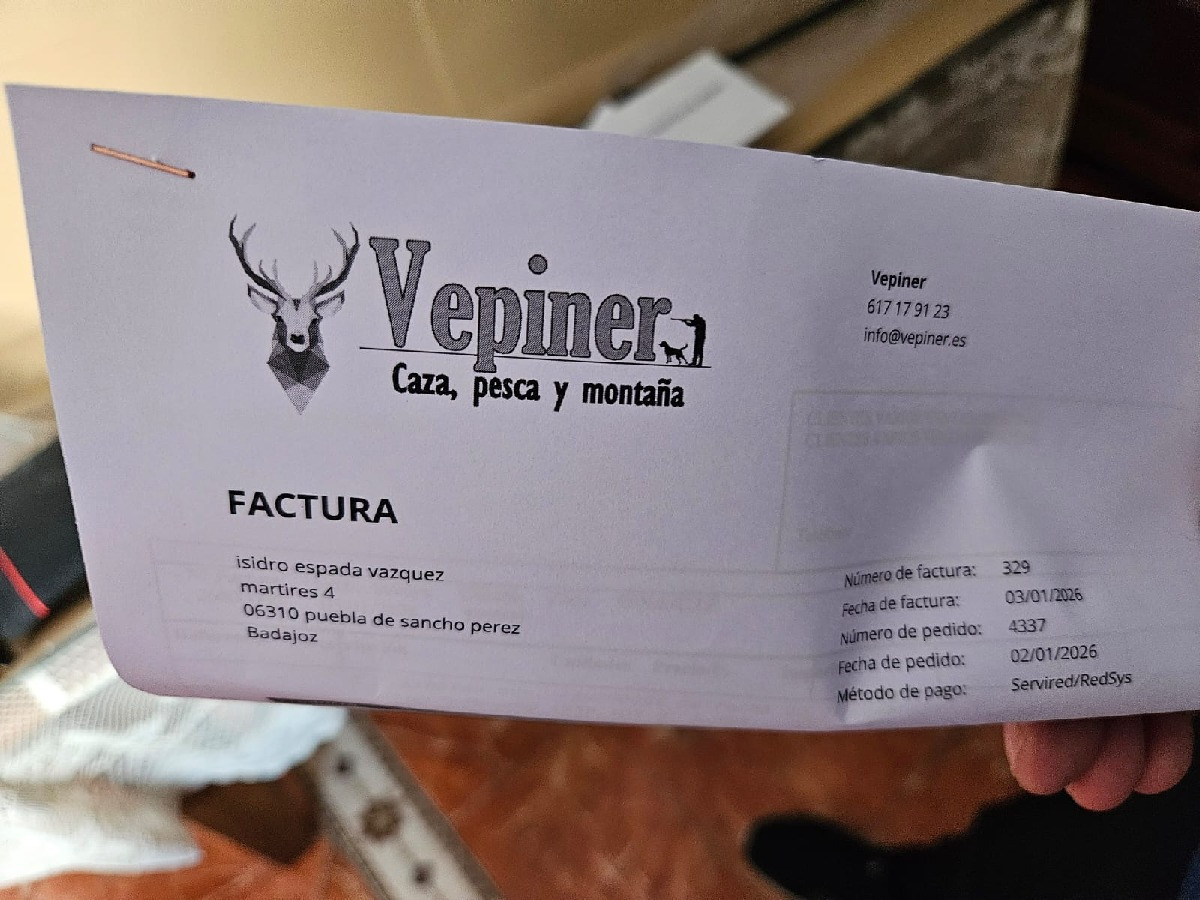 Vepiner
Caza, pesca y montaña
Vepiner
617 17 91 23
info@vepiner.es
FACTURA
isidro espada vazquez
martires 4
06310 puebla de sancho perez
Badajoz
Número de factura: 329
Fecha de factura: 03/01/2026
Número de pedido: 4337
Fecha de pedido: 02/01/2026
Método de pago: Servired/RedSys